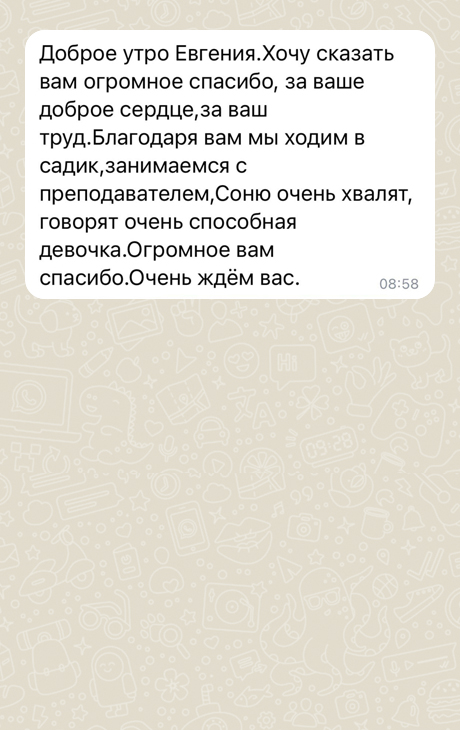 Доброе утро Евгения.Хочу сказать
вам огромное спасибо, за ваше
доброе сердце,за ваш
труд.Благодаря вам мы ходим в
садик,занимаемся с
преподавателем,Соню очень хвалят,
говорят очень способная
девочка.Огромное вам
спасибо.Очень ждём вас.
08:58